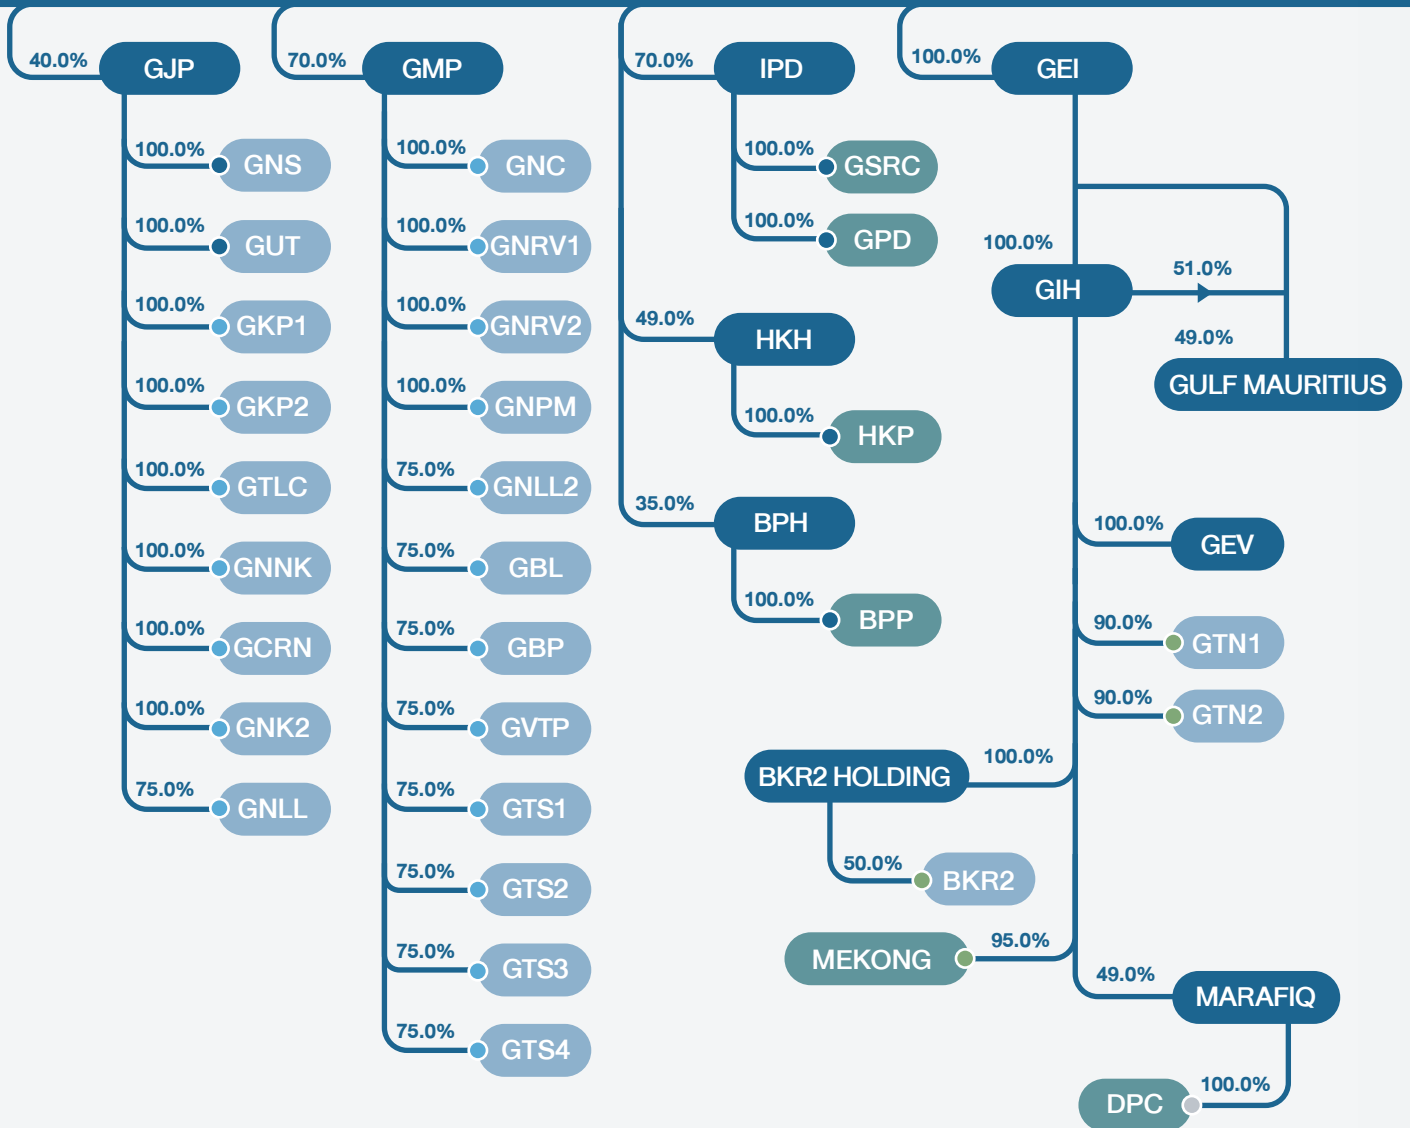 40.0%
GJP
100.0%
GNS
100.0%
GUT
100.0%
GKP1
100.0%
GKP2
100.0%
GTLC
100.0%
GNNK
100.0%
GCRN
100.0%
GNK2
75.0%
GNLL
70.0%
GMP
100.0%
GNC
100.0%
GNRV1
100.0%
GNRV2
100.0%
GNPM
75.0%
GNLL2
75.0%
GBL
75.0%
GBP
75.0%
GVTP
75.0%
GTS1
75.0%
GTS2
75.0%
GTS3
75.0%
GTS4
70.0%
IPD
100.0%
GSRC
100.0%
GPD
49.0%
HKH
100.0%
HKP
35.0%
BPH
100.0%
BPP
100.0%
GEI
100.0%
GIH
51.0%
49.0%
GULF MAURITIUS
100.0%
GEV
90.0%
GTN1
90.0%
GTN2
100.0%
BKR2 HOLDING
50.0%
BKR2
95.0%
MEKONG
49.0%
MARAFIQ
100.0%
DPC